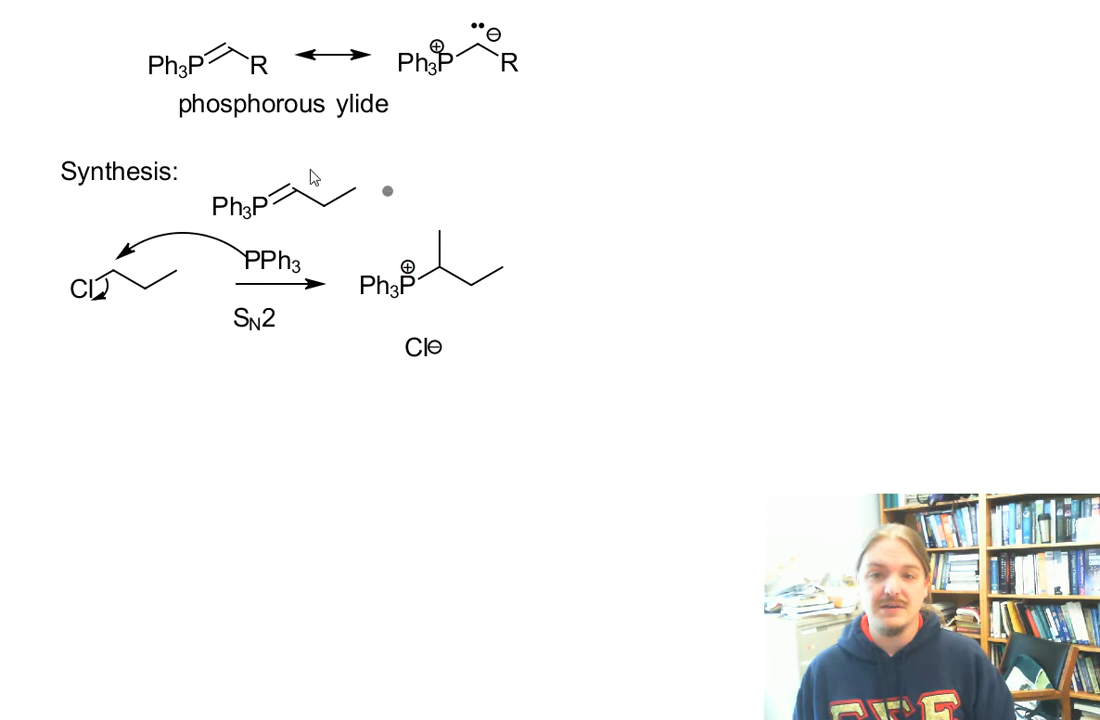 Ph₃P R Ph₃P⊕ •• ⊖ R
phosphorous ylide
Synthesis:
Ph₃P
PPh₃
Cl
Ph₃P⊕
SN2
Cl⊖